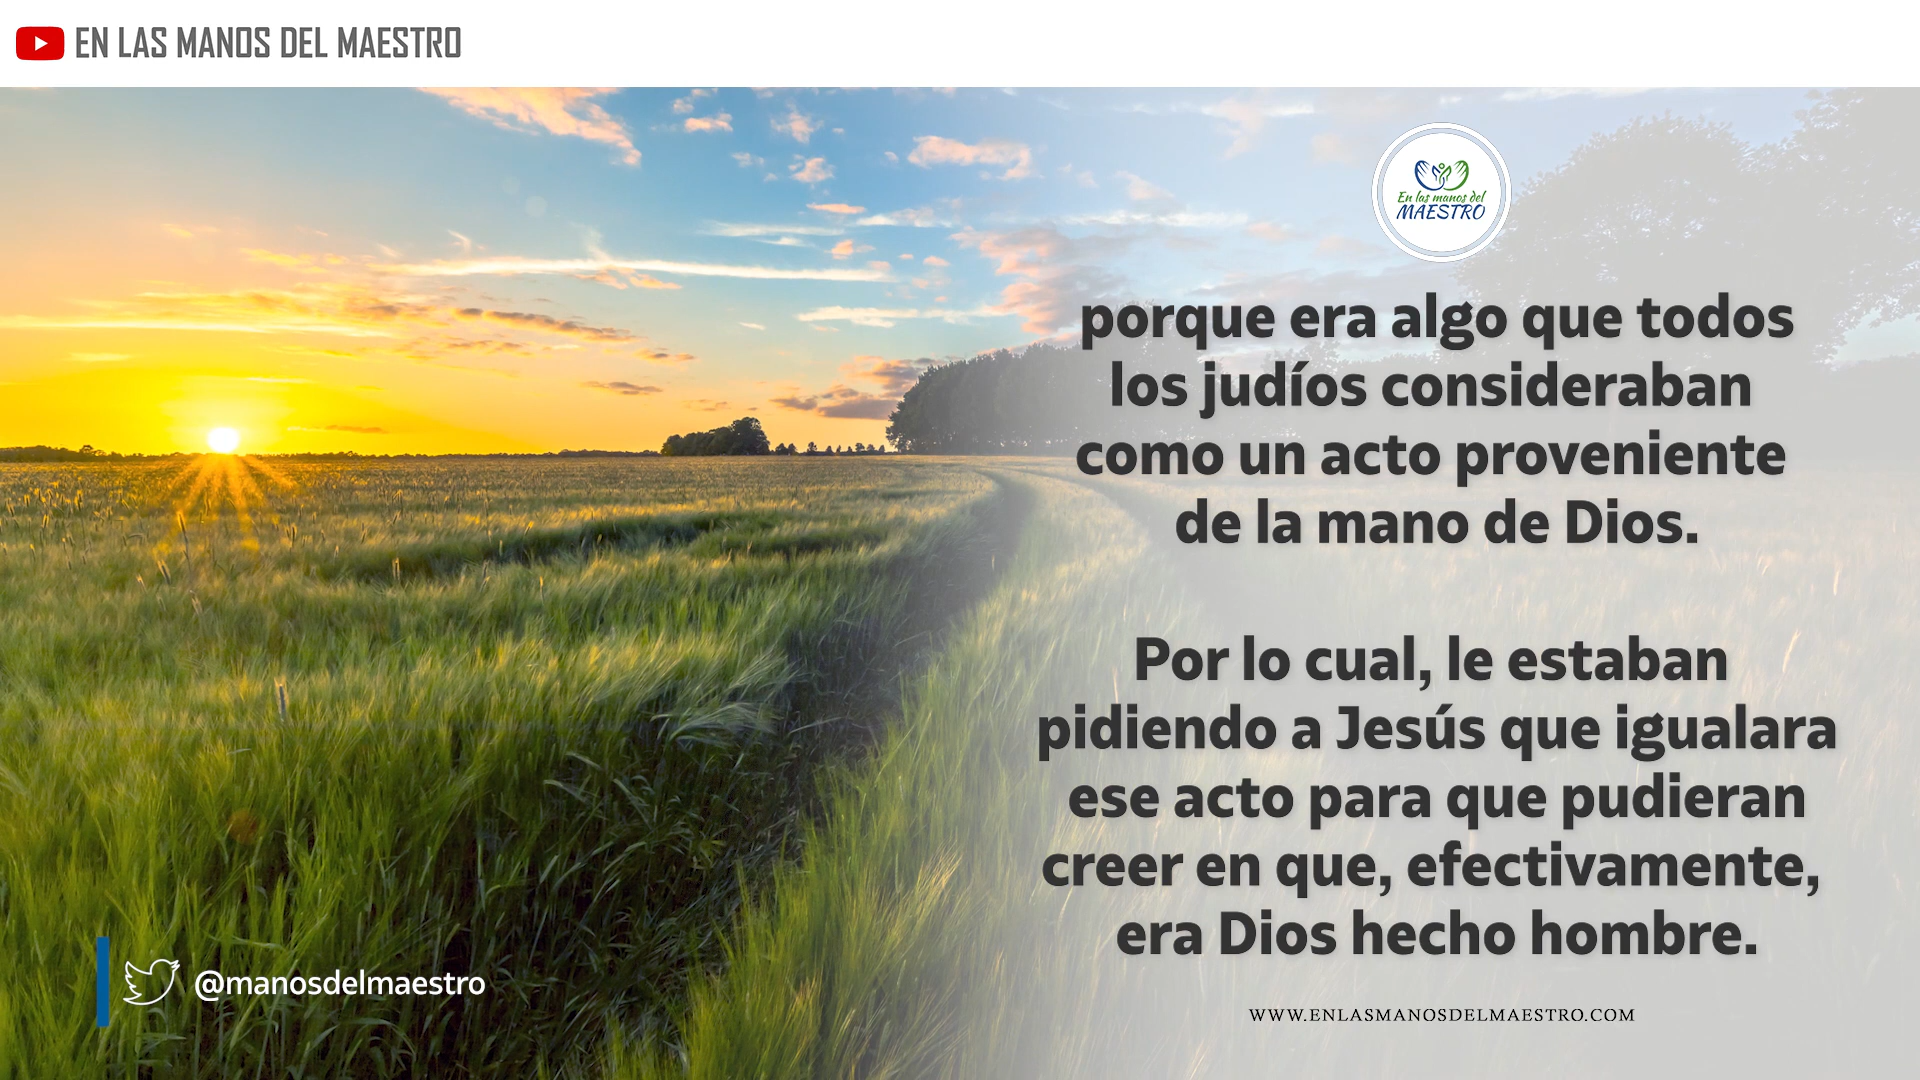 EN LAS MANOS DEL MAESTRO
En las manos del
MAESTRO
porque era algo que todos
los judíos consideraban
como un acto proveniente
de la mano de Dios.
Por lo cual, le estaban
pidiendo a Jesús que igualara
ese acto para que pudieran
creer en que, efectivamente,
era Dios hecho hombre.
@manosdelmaestro
WWW.ENLASMANOSDELMAESTRO.COM